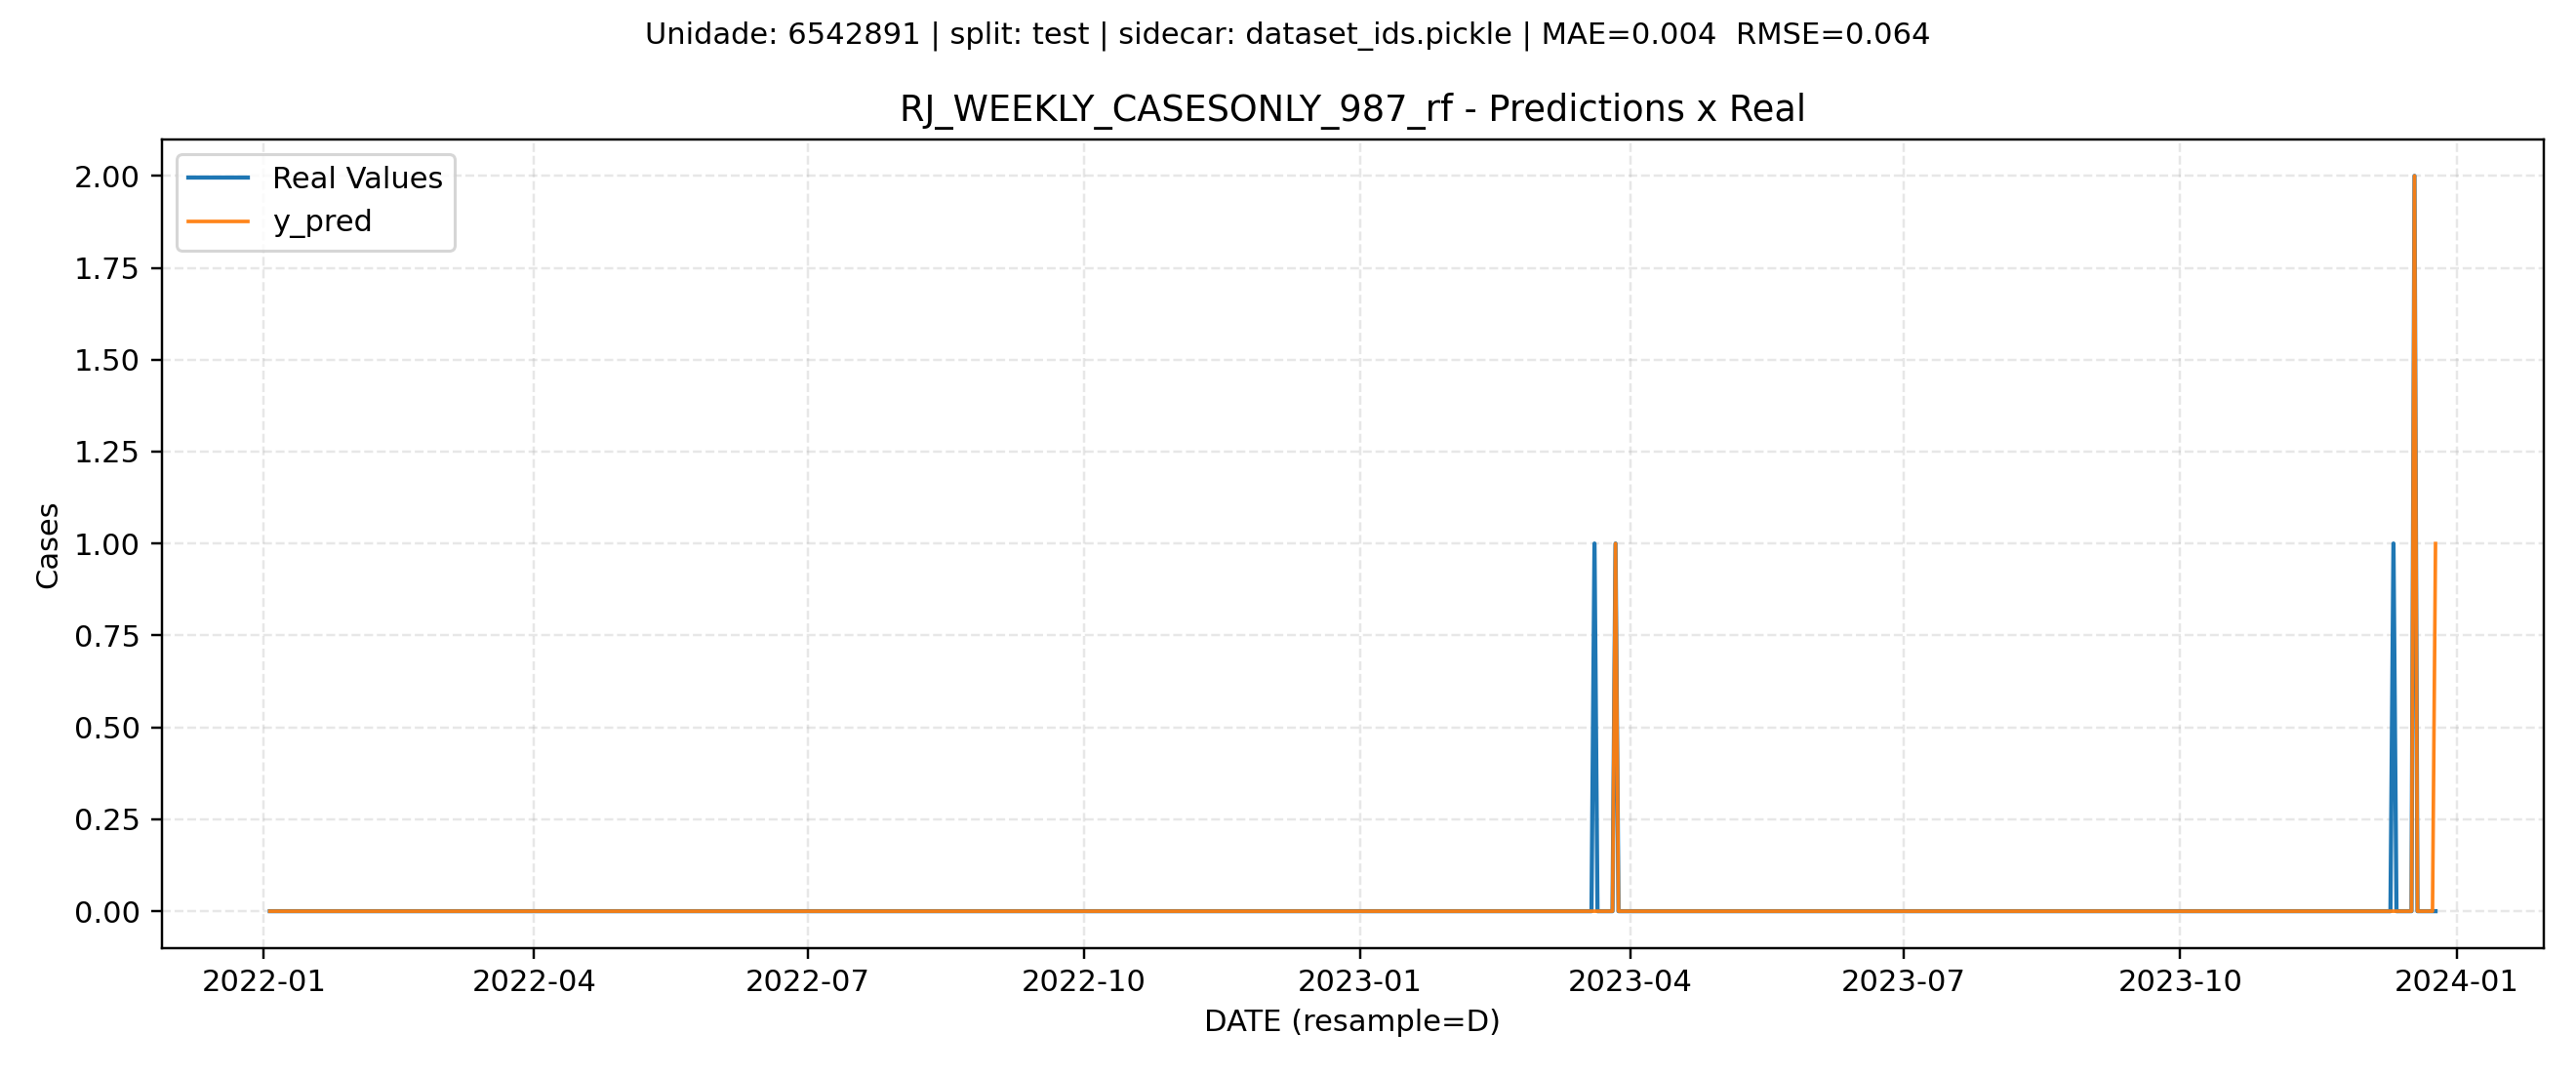 Unidade: 6542891 | split: test | sidecar: dataset_ids.pickle | MAE=0.004  RMSE=0.064
RJ_WEEKLY_CASESONLY_987_rf - Predictions x Real
Real Values
y_pred
2.00
1.75
1.50
1.25
1.00
0.75
0.50
0.25
0.00
Cases
2022-01 2022-04 2022-07 2022-10 2023-01 2023-04 2023-07 2023-10 2024-01
DATE (resample=D)